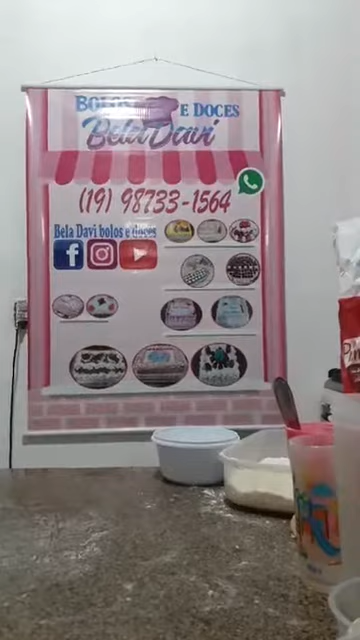 BOLOS E DOCES
Bela Davi
(19) 98733-1564
Bela Davi bolos e doces